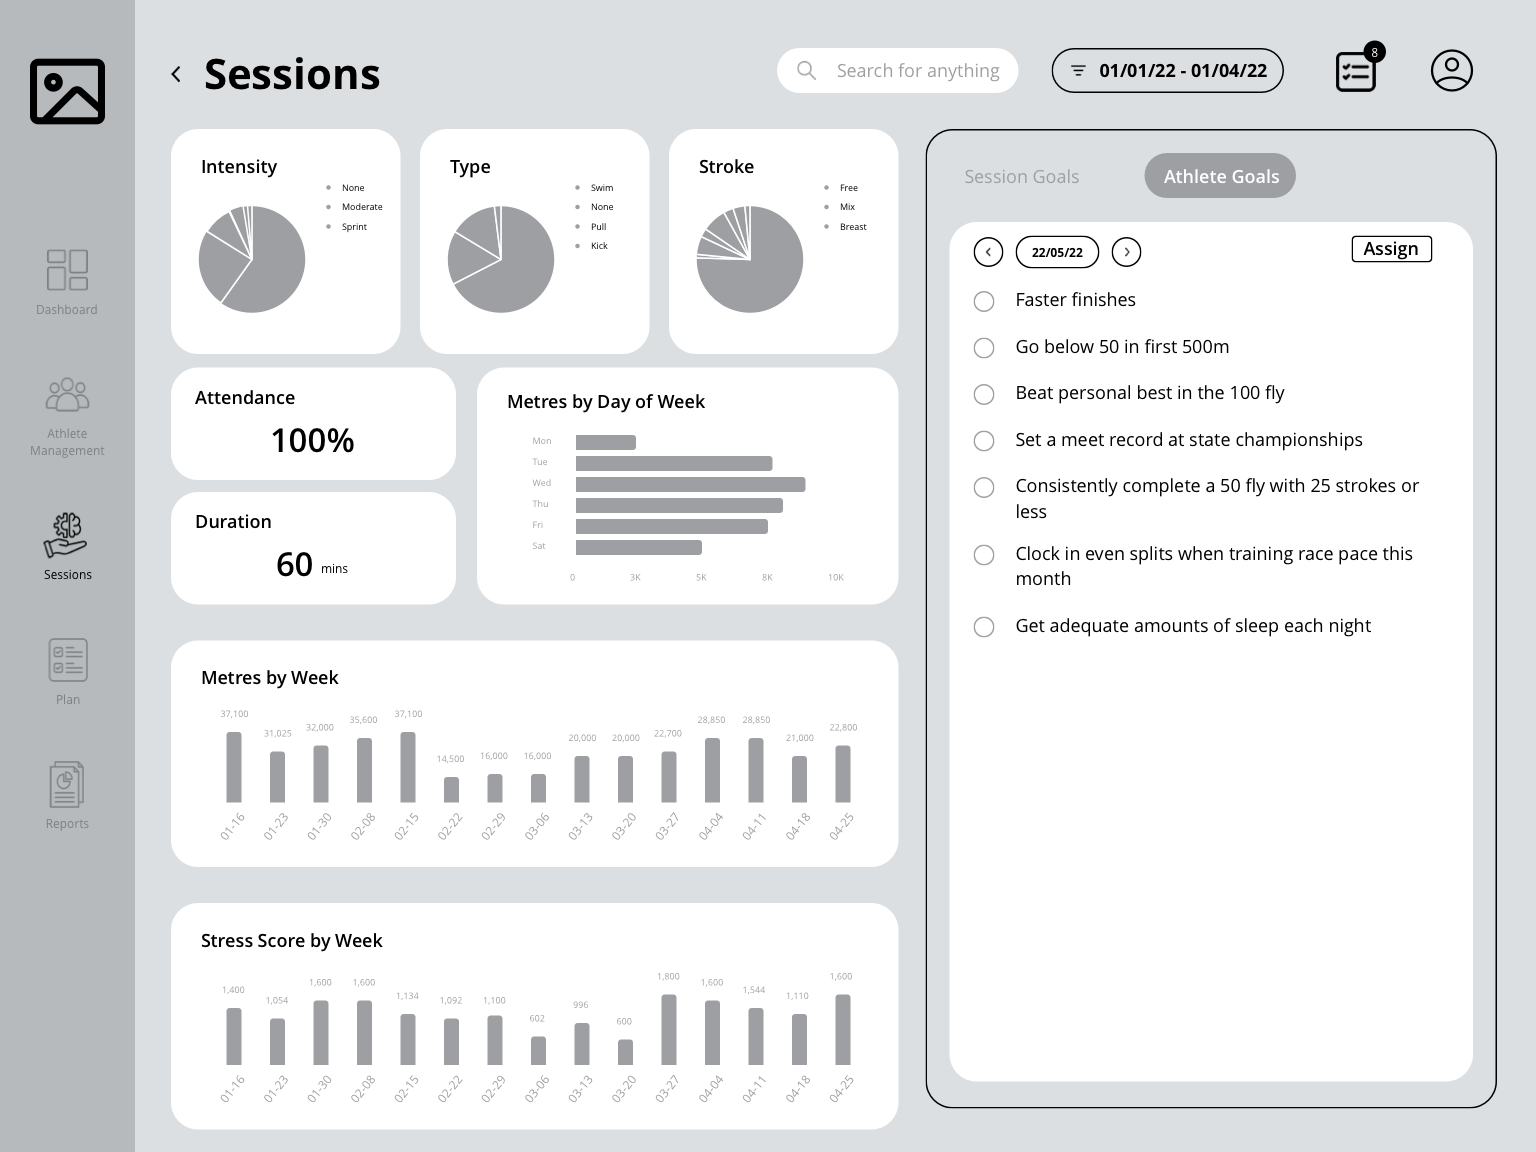 Sessions
Search for anything
01/01/22 - 01/04/22
8
Dashboard
Athlete
Management
Sessions
Plan
Reports
Intensity
None
Moderate
Sprint
Type
Swim
None
Pull
Kick
Stroke
Free
Mix
Breast
Attendance
100%
Duration
60 mins
Metres by Day of Week
Mon
Tue
Wed
Thu
Fri
Sat
0 3K 5K 8K 10K
Metres by Week
37,100 31,025 32,000 35,600 37,100 14,500 16,000 16,000 20,000 20,000 22,700 28,850 28,850 21,000 22,800
01-16 01-23 01-30 02-08 02-15 02-22 02-29 03-06 03-13 03-20 03-27 04-04 04-11 04-18 04-25
Stress Score by Week
1,400 1,054 1,600 1,600 1,134 1,092 1,100 602 996 600 1,800 1,600 1,544 1,110 1,600
01-16 01-23 01-30 02-08 02-15 02-22 02-29 03-06 03-13 03-20 03-27 04-04 04-11 04-18 04-25
Session Goals
Athlete Goals
22/05/22
Assign
Faster finishes
Go below 50 in first 500m
Beat personal best in the 100 fly
Set a meet record at state championships
Consistently complete a 50 fly with 25 strokes or
less
Clock in even splits when training race pace this
month
Get adequate amounts of sleep each night